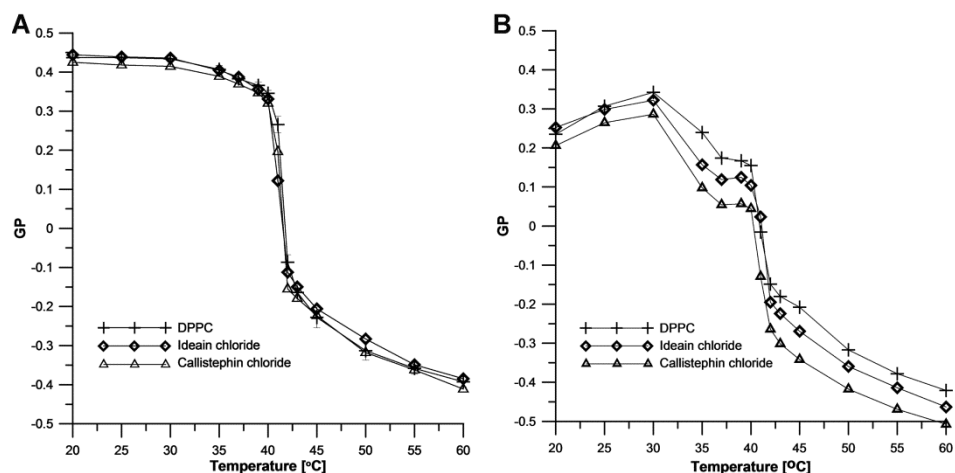 A
0.5
0.4
0.3
0.2
0.1
0
-0.1
-0.2
-0.3
-0.4
-0.5
GP
DPPC
Ideain chloride
Callistephin chloride
20 25 30 35 40 45 50 55 60
Temperature [°C]
B
0.5
0.4
0.3
0.2
0.1
0
-0.1
-0.2
-0.3
-0.4
-0.5
GP
DPPC
Ideain chloride
Callistephin chloride
20 25 30 35 40 45 50 55 60
Temperature [ºC]